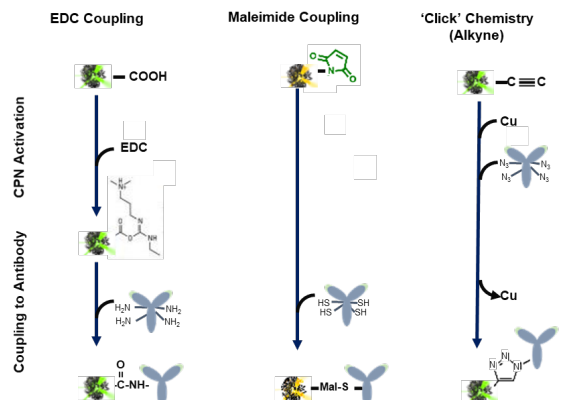 EDC Coupling
Maleimide Coupling
'Click' Chemistry
(Alkyne)
CPN Activation
Coupling to Antibody
COOH
EDC
H
N+
N
O
O
NH
H₂N
NH₂
H₂N
NH₂
O
C-NH-
O
N
O
HS
SH
HS
SH
Mal-S
C≡C
Cu
N₃
N₃
N₃
N₃
Cu
N
N
N